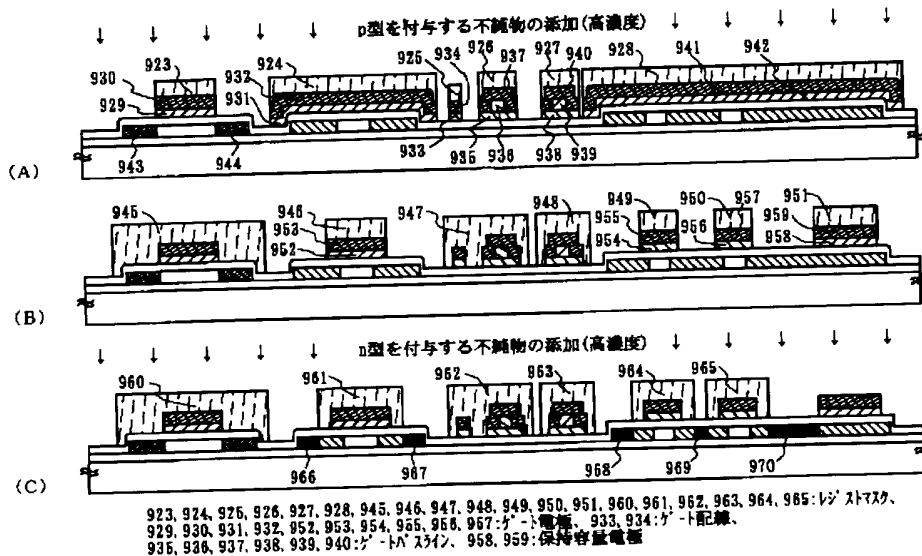 p型を付与する不純物の添加(高濃度)
923 924 925 926 927 928 929 930 931 932 933 934 935 936 937 938 939 940 941 942 943 944
(A)
945 946 947 948 949 950 951 952 953 954 955 956 957 958 959
(B)
n型を付与する不純物の添加(高濃度)
960 961 962 963 964 965 966 967 968 969 970
(C)
923, 924, 925, 926, 927, 928, 945, 946, 947, 948, 949, 950, 951, 960, 961, 962, 963, 964, 965:レジストマスク、
929, 930, 931, 932, 952, 953, 954, 955, 956, 957:ゲート電極、933, 934:ゲート配線、
935, 936, 937, 938, 939, 940:ゲートバスライン、958, 959:保持容量電極